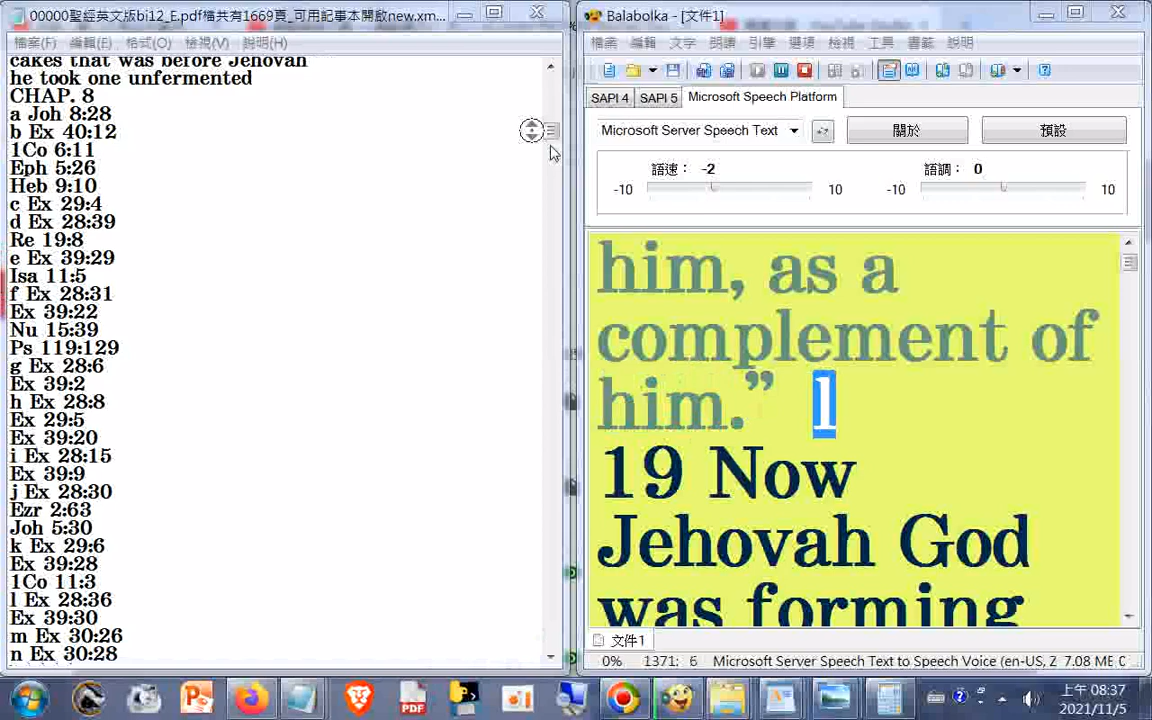 00000聖經英文版bi12_E.pdf檔共有1669頁_可用記事本開啟new.xm...
檔案(F) 編輯(E) 格式(O) 檢視(V) 說明(H)
cakes that was before Jehovah
he took one unfermented
CHAP. 8
a Joh 8:28
b Ex 40:12
1Co 6:11
Eph 5:26
Heb 9:10
c Ex 29:4
d Ex 28:39
Re 19:8
e Ex 39:29
Isa 11:5
f Ex 28:31
Ex 39:22
Nu 15:39
Ps 119:129
g Ex 28:6
Ex 39:2
h Ex 28:8
Ex 29:5
Ex 39:20
i Ex 28:15
Ex 39:9
j Ex 28:30
Ezr 2:63
Joh 5:30
k Ex 29:6
Ex 39:28
1Co 11:3
l Ex 28:36
Ex 39:30
m Ex 30:26
n Ex 30:28
Balabolka - [文件1]
檔案 編輯 文字 朗讀 引擎 選項 檢視 工具 書籤 說明
SAPI 4 SAPI 5 Microsoft Speech Platform
Microsoft Server Speech Text 關於 預設
語速： -2 語調： 0
-10 10 -10 10
him, as a
complement of
him.” l
19 Now
Jehovah God
was forming
文件1
0% 1371: 6 Microsoft Server Speech Text to Speech Voice (en-US, Z 7.08 ME
PDF
上午 08:37
2021/11/5